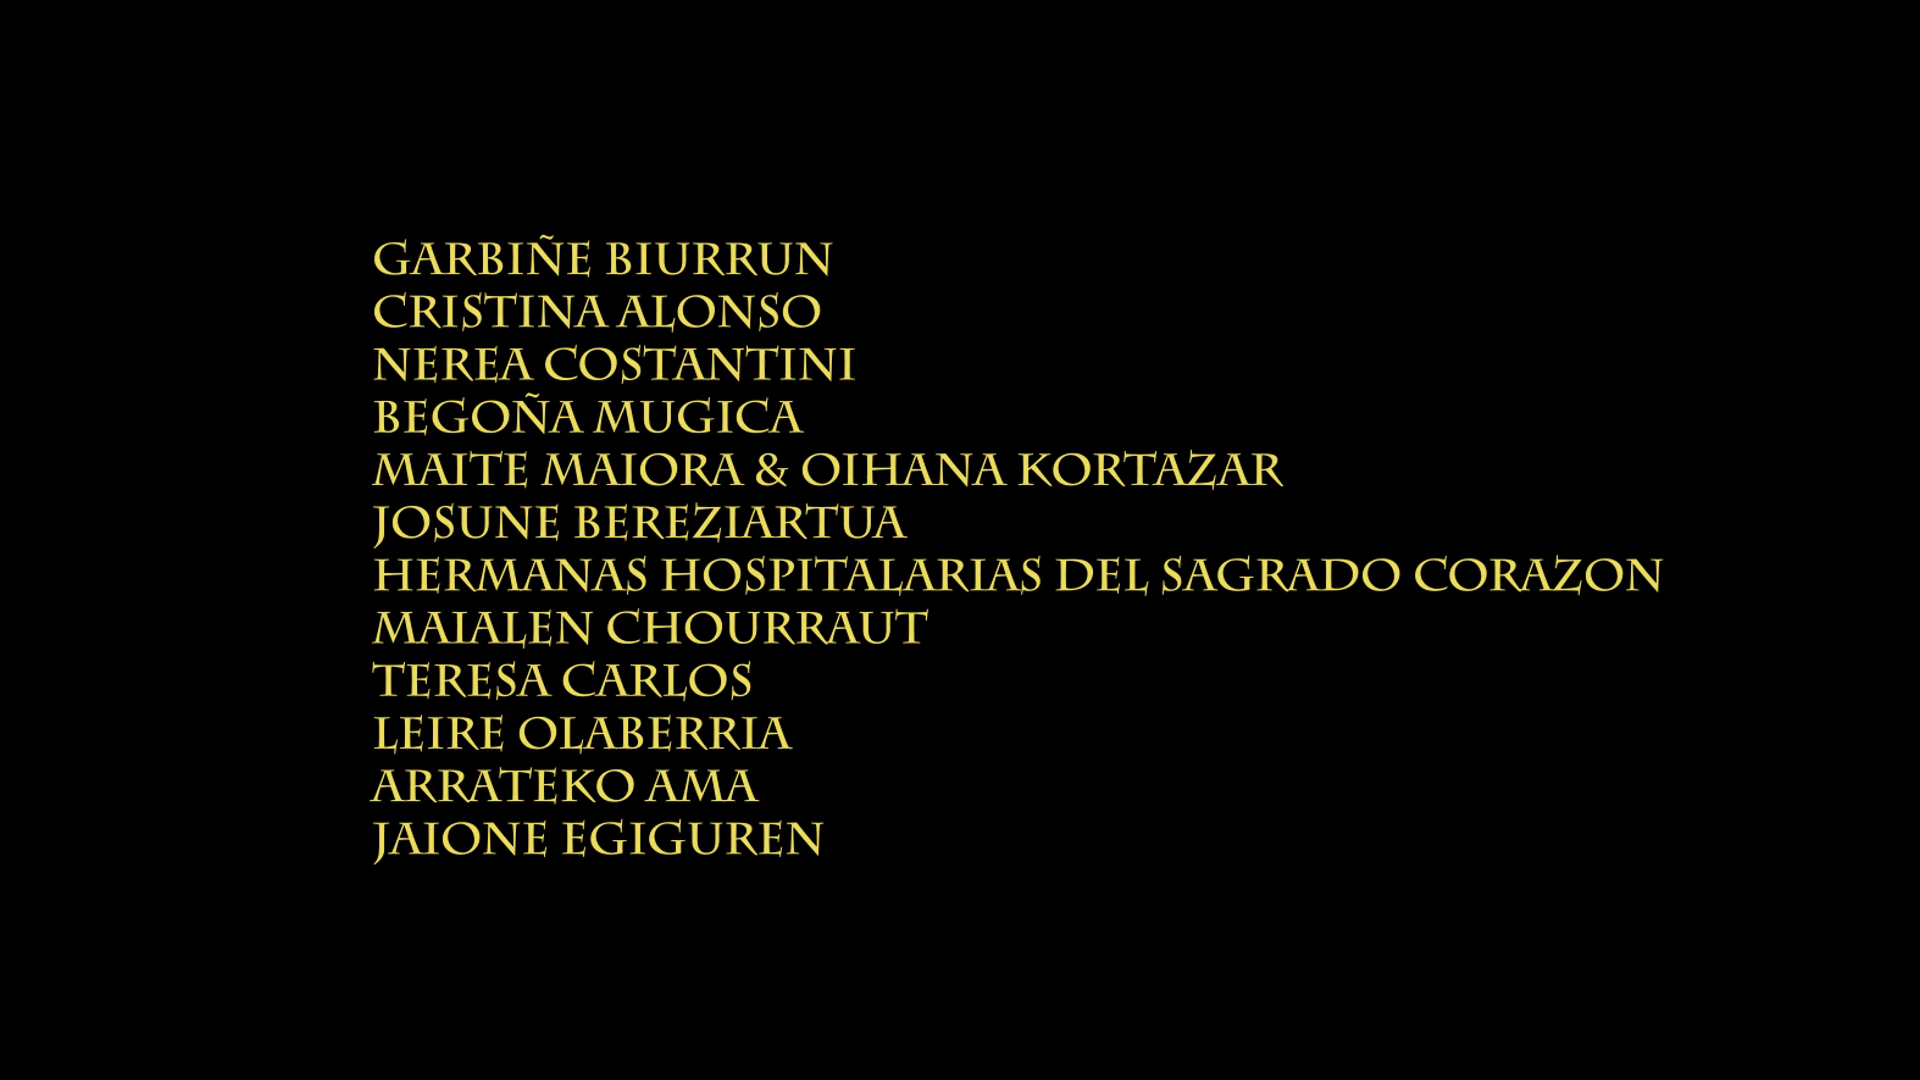 GARBIÑE BIURRUN
CRISTINA ALONSO
NEREA COSTANTINI
BEGOÑA MUGICA
MAITE MAIORA & OIHANA KORTAZAR
JOSUNE BEREZIARTUA
HERMANAS HOSPITALARIAS DEL SAGRADO CORAZON
MAIALEN CHOURRAUT
TERESA CARLOS
LEIRE OLABERRIA
ARRATEKO AMA
JAIONE EGIGUREN